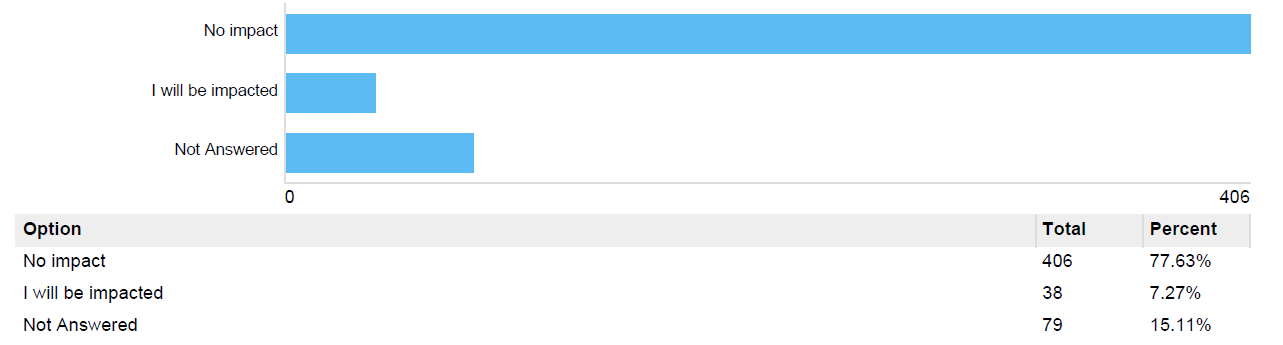 No impact
I will be impacted
Not Answered
0 406
Option Total Percent
No impact 406 77.63%
I will be impacted 38 7.27%
Not Answered 79 15.11%